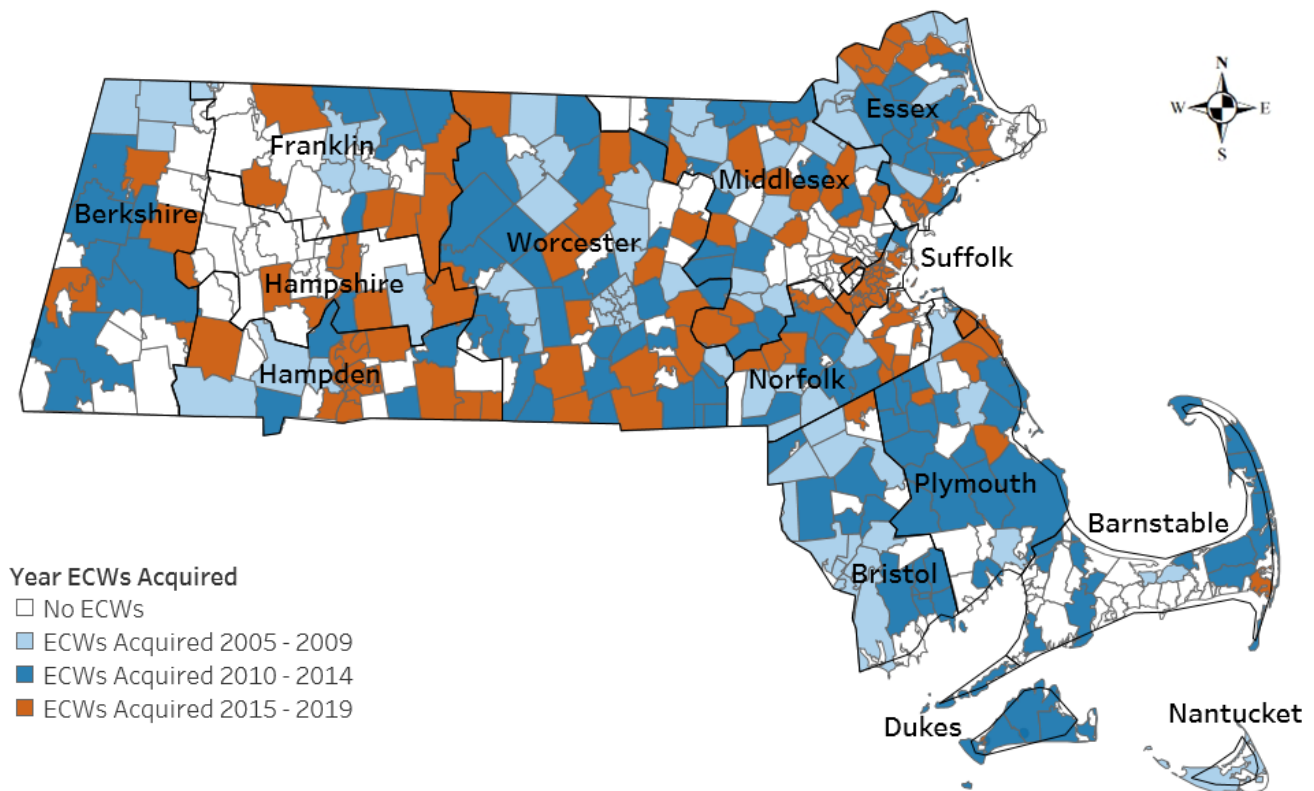 N
W
E
S
Essex
Franklin
Middlesex
Berkshire
Worcester
Suffolk
Hampshire
Hampden
Norfolk
Plymouth
Barnstable
Bristol
Year ECWs Acquired
No ECWs
ECWs Acquired 2005 - 2009
ECWs Acquired 2010 - 2014
ECWs Acquired 2015 - 2019
Dukes
Nantucket